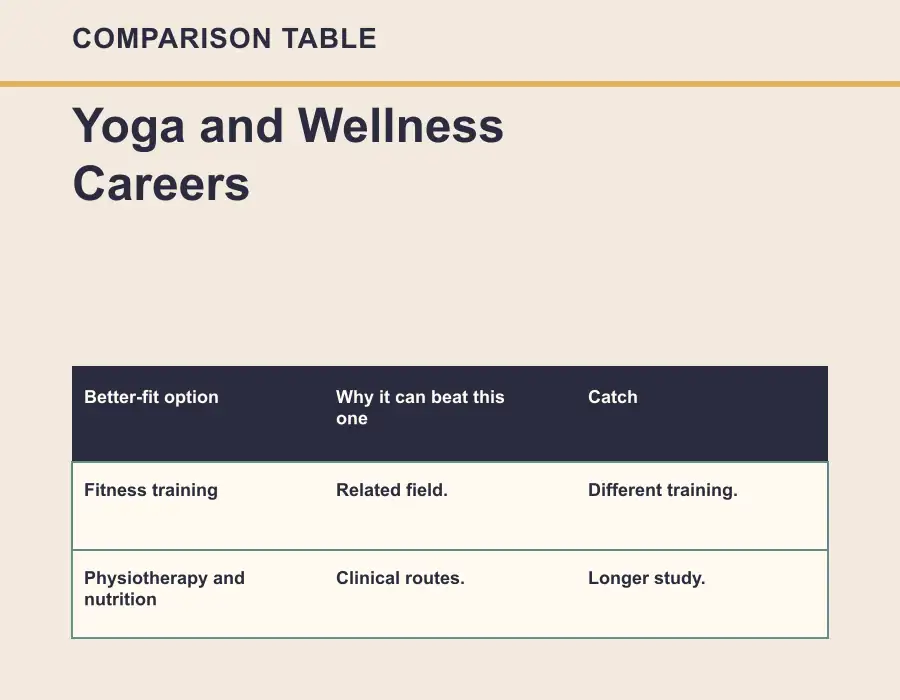 COMPARISON TABLE
Yoga and Wellness
Careers
Better-fit option
Why it can beat this
one
Catch
Fitness training
Related field.
Different training.
Physiotherapy and
nutrition
Clinical routes.
Longer study.